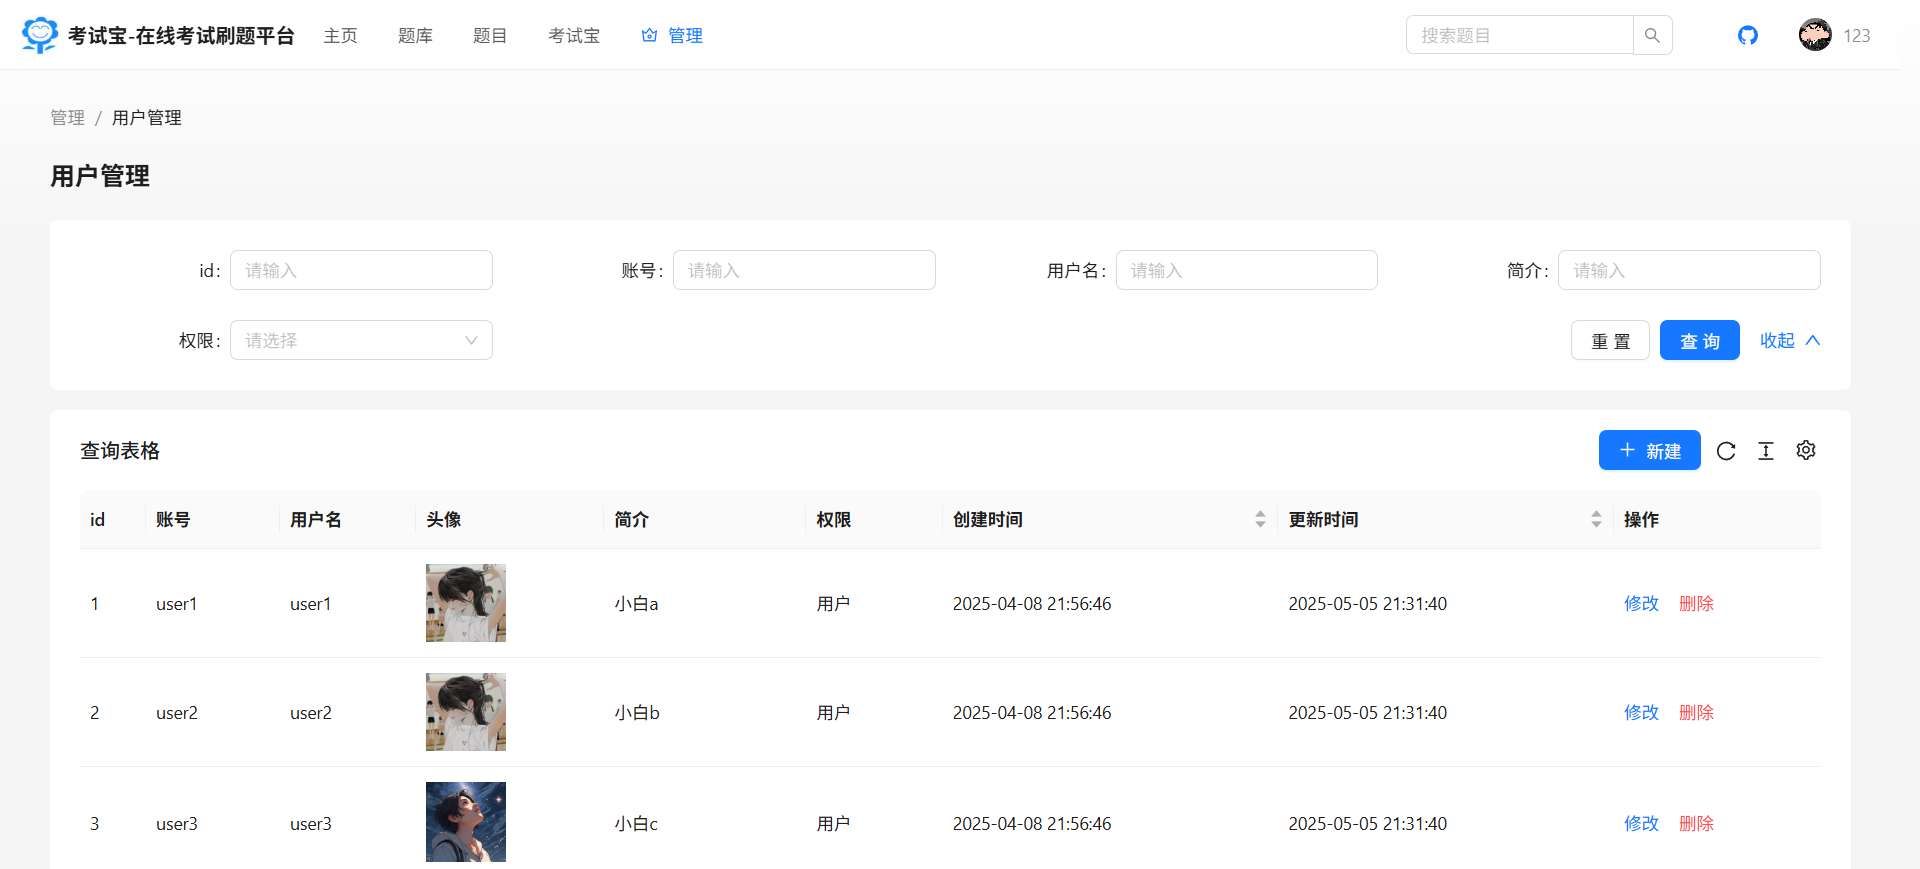 考试宝-在线考试刷题平台 主页 题库 题目 考试宝 管理 搜索题目 123
管理 / 用户管理
用户管理
id: 请输入 账号: 请输入 用户名: 请输入 简介: 请输入
权限: 请选择 重 置 查 询 收起
查询表格 新建
id 账号 用户名 头像 简介 权限 创建时间 更新时间 操作
1 user1 user1 小白a 用户 2025-04-08 21:56:46 2025-05-05 21:31:40 修改 删除
2 user2 user2 小白b 用户 2025-04-08 21:56:46 2025-05-05 21:31:40 修改 删除
3 user3 user3 小白c 用户 2025-04-08 21:56:46 2025-05-05 21:31:40 修改 删除